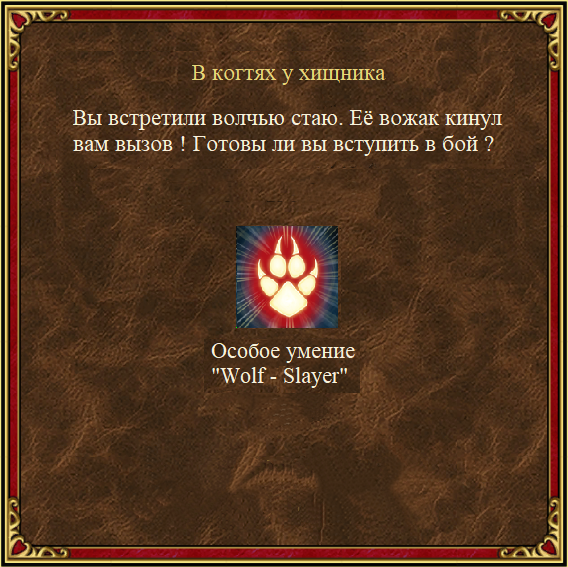 В когтях у хищника
Вы встретили волчью стаю. Её вожак кинул
вам вызов ! Готовы ли вы вступить в бой ?
Особое умение
"Wolf - Slayer"